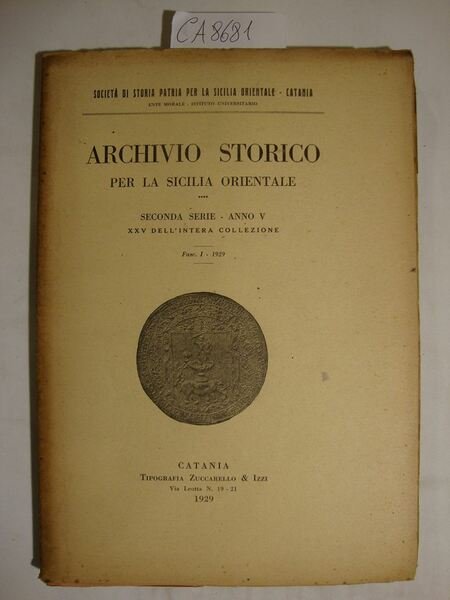 CA8681
SOCIETÀ DI STORIA PATRIA PER LA SICILIA ORIENTALE - CATANIA
ENTE MORALE - ISTITUTO UNIVERSITARIO
ARCHIVIO STORICO
PER LA SICILIA ORIENTALE
SECONDA SERIE - ANNO V
XXV DELL'INTERA COLLEZIONE
Fasc. I - 1929
CATANIA
TIPOGRAFIA ZUCCARELLO & IZZI
Via Leotta N. 19 - 21
1929